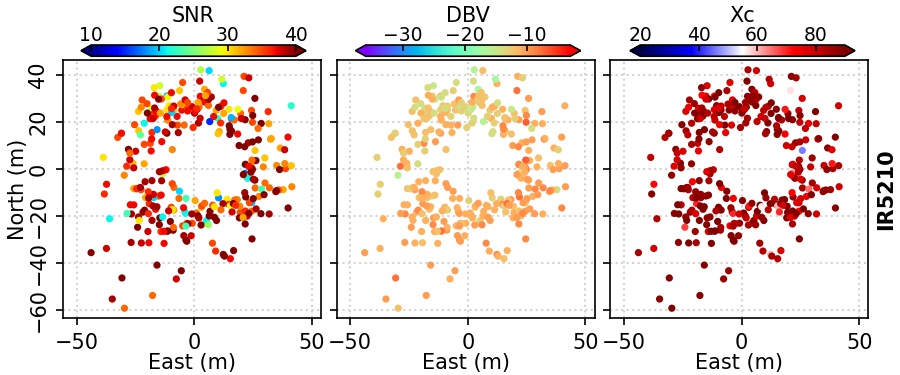 SNR DBV Xc
10 20 30 40 −30 −20 −10 20 40 60 80
North (m)
40
20
0
−20
−40
−60
−50 0 50 −50 0 50 −50 0 50
East (m) East (m) East (m)
IR5210